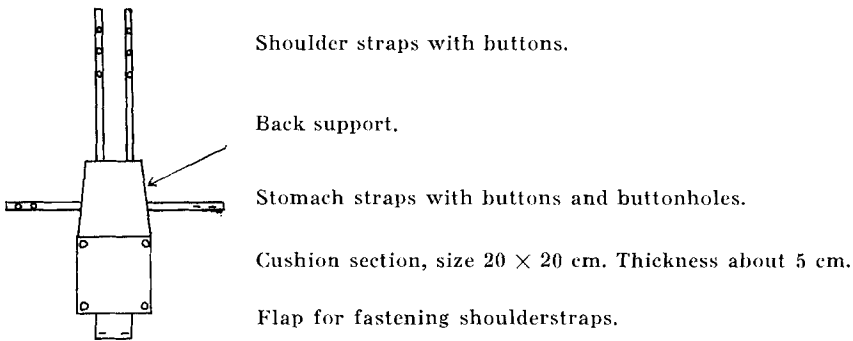 Shoulder straps with buttons.
Back support.
Stomach straps with buttons and buttonholes.
Cushion section, size 20 × 20 cm. Thickness about 5 cm.
Flap for fastening shoulderstraps.